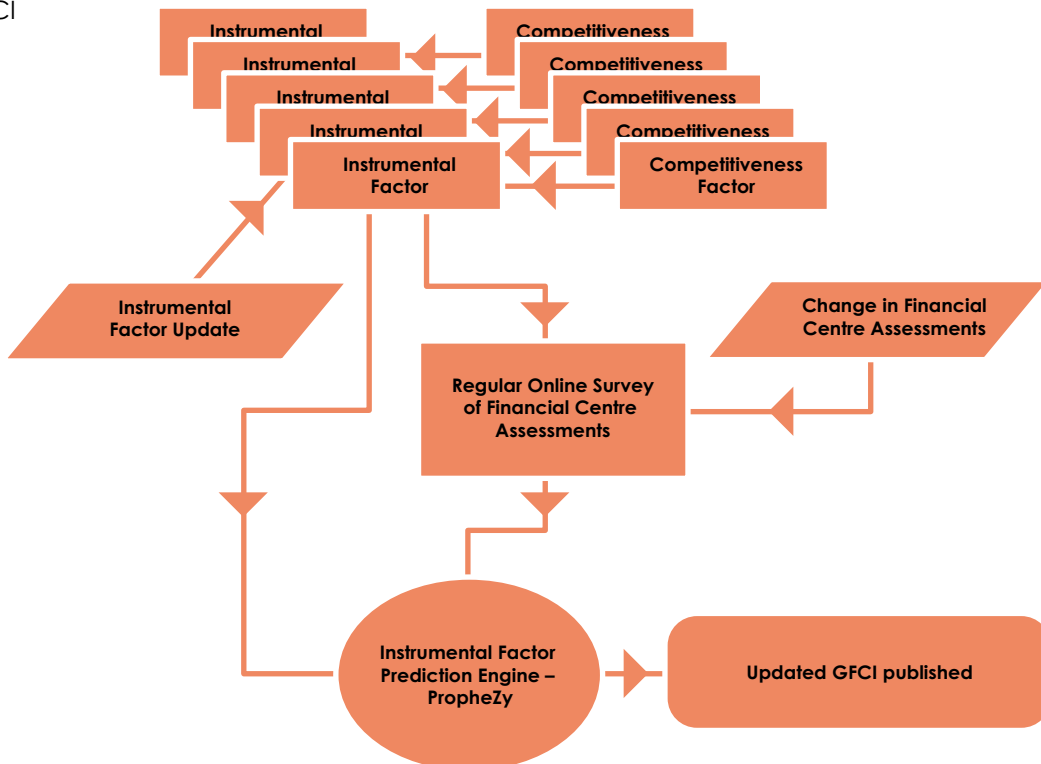 CI
Instrumental
Competitiveness
Instrumental
Competitiveness
Instrumental
Competitiveness
Instrumental
Competitiveness
Instrumental
Factor
Competitiveness
Factor
Instrumental
Factor Update
Change in Financial
Centre Assessments
Regular Online Survey
of Financial Centre
Assessments
Instrumental Factor
Prediction Engine –
PropheZy
Updated GFCI published